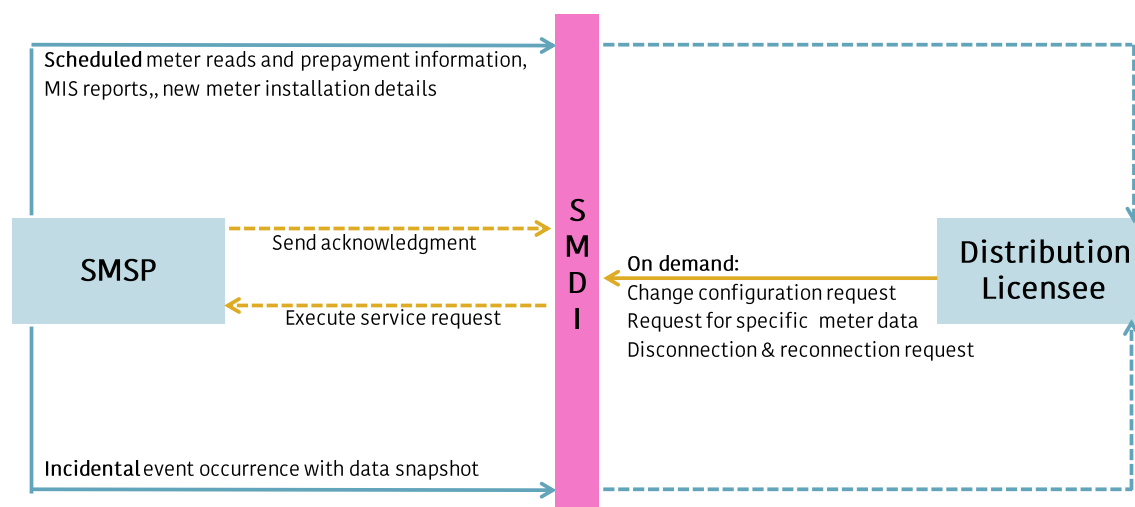 Scheduled meter reads and prepayment information,
MIS reports,, new meter installation details
SMSP
Send acknowledgment
Execute service request
S
M
D
I
On demand:
Change configuration request
Request for specific meter data
Disconnection & reconnection request
Distribution
Licensee
Incidental event occurrence with data snapshot